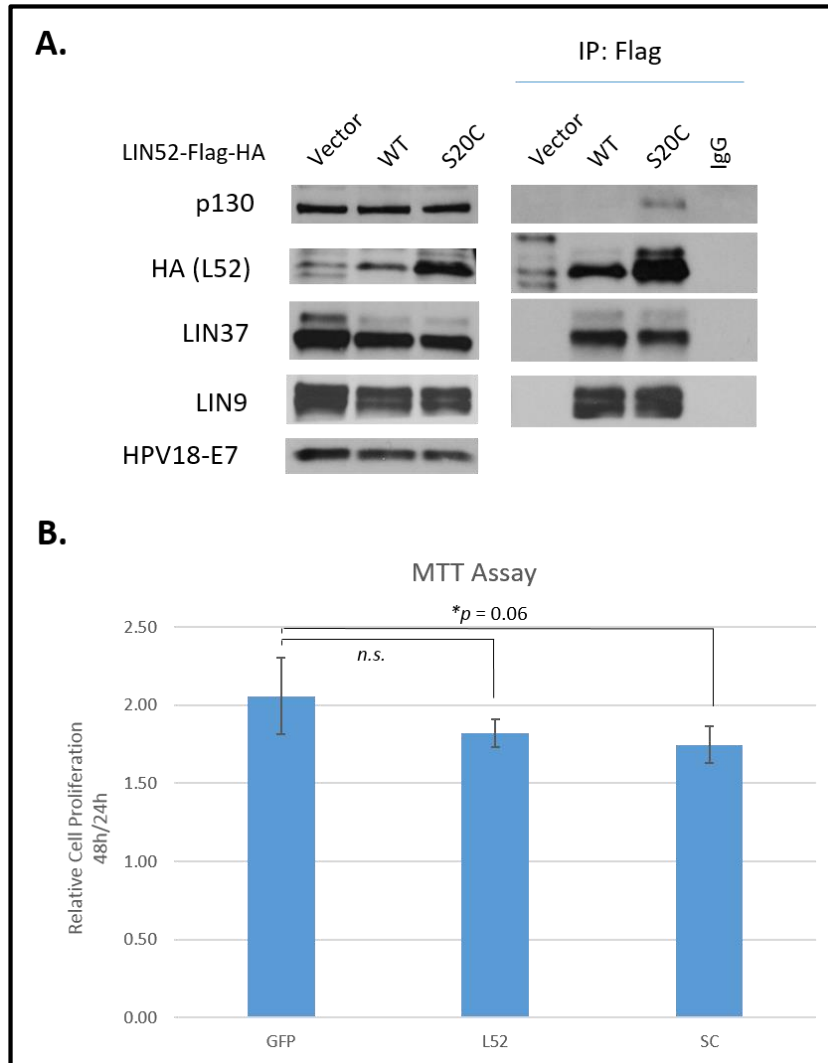 A.
IP: Flag
LIN52-Flag-HA Vector WT S20C Vector WT S20C IgG
p130
HA (L52)
LIN37
LIN9
HPV18-E7
B.
MTT Assay
*p = 0.06
n.s.
2.50
2.00
1.50
1.00
0.50
0.00
Relative Cell Proliferation
48h/24h
GFP L52 SC